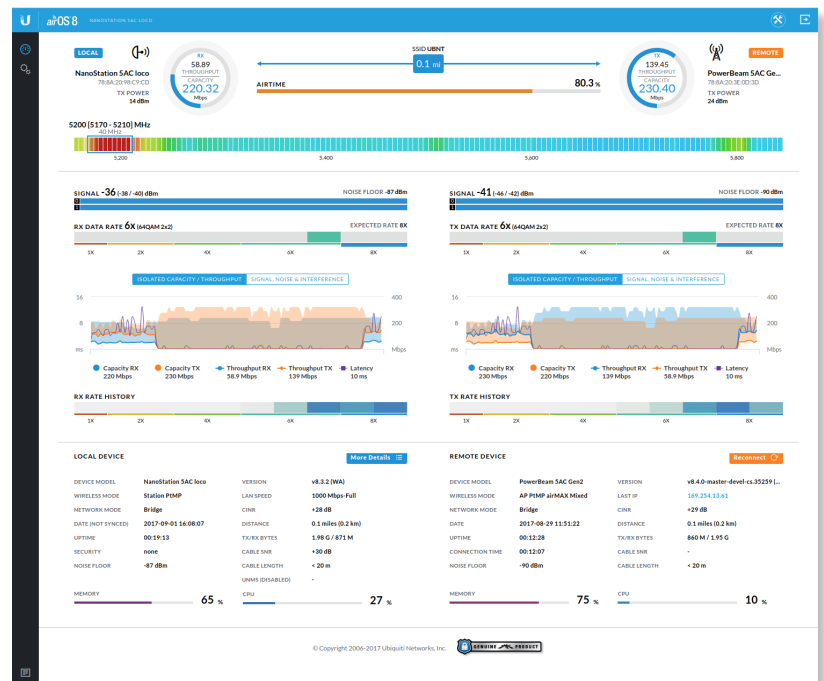 airOS 8 NANOSTATION 5AC LOCO
LOCAL
NanoStation 5AC loco
78:8A:20:98:C9:CD
TX POWER
14 dBm
RX
58.89
THROUGHPUT
CAPACITY
220.32
Mbps
SSID UBNT
0.1 mi
AIRTIME 80.3 %
TX
139.45
THROUGHPUT
CAPACITY
230.40
Mbps
REMOTE
PowerBeam 5AC Ge...
78:8A:20:3E:0D:3D
TX POWER
24 dBm
5200 [5170 - 5210] MHz
40 MHz
5,200 5,400 5,600 5,800
SIGNAL -36 (-38 / -40) dBm NOISE FLOOR -87 dBm
0
1
RX DATA RATE 6X (64QAM 2x2) EXPECTED RATE 8X
1X 2X 4X 6X 8X
ISOLATED CAPACITY / THROUGHPUT SIGNAL, NOISE & INTERFERENCE
16 400
8 200
ms Mbps
Capacity RX Capacity TX Throughput RX Throughput TX Latency
220 Mbps 230 Mbps 58.9 Mbps 139 Mbps 10 ms
RX RATE HISTORY
1X 2X 4X 6X 8X
SIGNAL -41 (-46 / -42) dBm NOISE FLOOR -90 dBm
0
1
TX DATA RATE 6X (64QAM 2x2) EXPECTED RATE 8X
1X 2X 4X 6X 8X
ISOLATED CAPACITY / THROUGHPUT SIGNAL, NOISE & INTERFERENCE
16 400
8 200
ms Mbps
Capacity RX Capacity TX Throughput RX Throughput TX Latency
230 Mbps 220 Mbps 139 Mbps 58.9 Mbps 10 ms
TX RATE HISTORY
1X 2X 4X 6X 8X
LOCAL DEVICE More Details
DEVICE MODEL NanoStation 5AC loco VERSION v8.3.2 (WA)
WIRELESS MODE Station PtMP LAN SPEED 1000 Mbps-Full
NETWORK MODE Bridge CINR +28 dB
DATE (NOT SYNCED) 2017-09-01 16:08:07 DISTANCE 0.1 miles (0.2 km)
UPTIME 00:19:13 TX/RX BYTES 1.98 G / 871 M
SECURITY none CABLE SNR +30 dB
NOISE FLOOR -87 dBm CABLE LENGTH < 20 m
UNMS (DISABLED) -
MEMORY 65 % CPU 27 %
REMOTE DEVICE Reconnect
DEVICE MODEL PowerBeam 5AC Gen2 VERSION v8.4.0-master-devel-cs.35259 (...
WIRELESS MODE AP PtMP airMAX Mixed LAST IP 169.254.13.61
NETWORK MODE Bridge CINR +29 dB
DATE 2017-08-29 11:51:22 DISTANCE 0.1 miles (0.2 km)
UPTIME 00:12:28 TX/RX BYTES 860 M / 1.95 G
CONNECTION TIME 00:12:07 CABLE SNR -
NOISE FLOOR -90 dBm CABLE LENGTH < 20 m
MEMORY 75 % CPU 10 %
© Copyright 2006-2017 Ubiquiti Networks, Inc. GENUINE PRODUCT